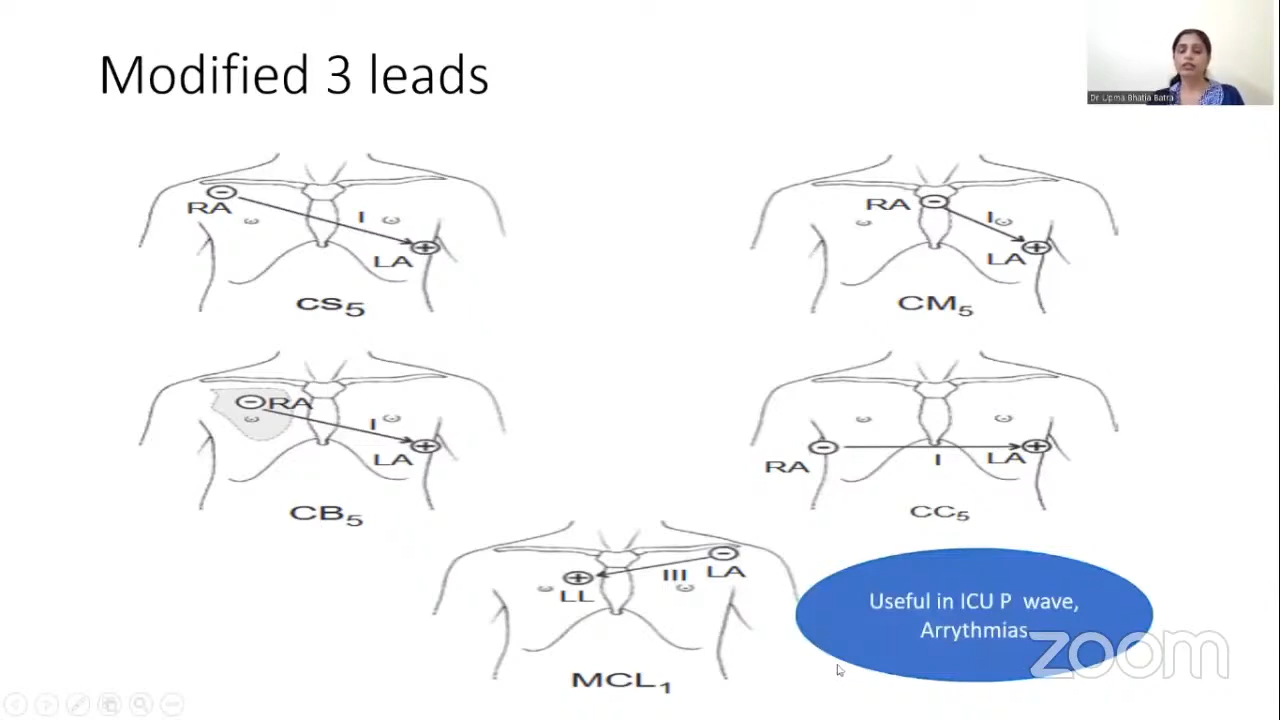 Modified 3 leads
Dr Upma Bhatia Batra
RA
I
LA
CS5
RA
I
LA
CM5
RA
I
LA
CB5
RA
I
LA
CC5
III
LA
LL
MCL1
Useful in ICU P wave,
Arrythmias
zoom